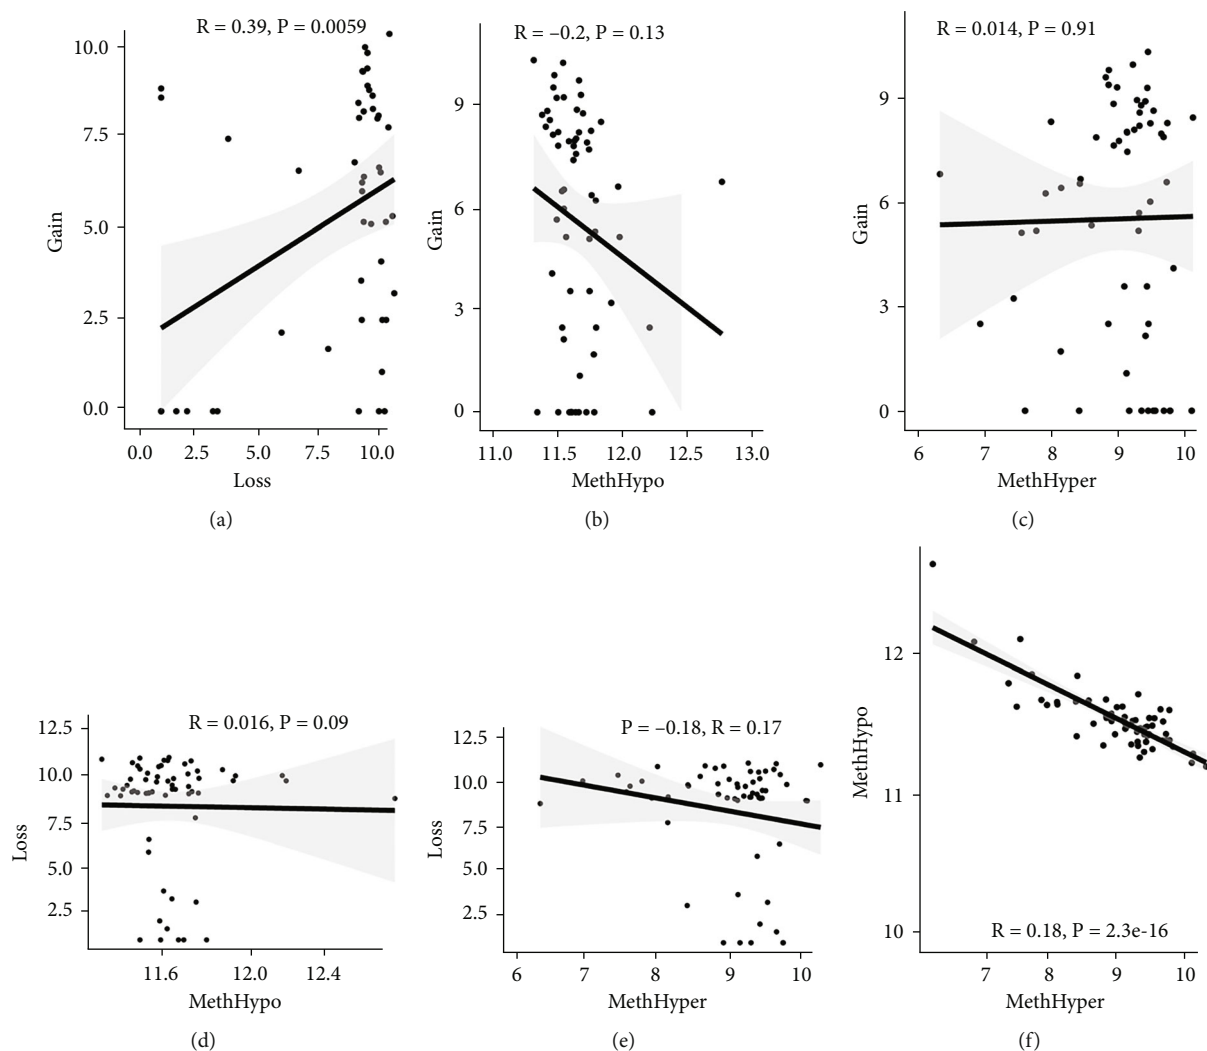 R = 0.39, P = 0.0059
10.0
7.5
5.0
2.5
0.0
Gain
0.0 2.5 5.0 7.5 10.0
Loss
(a)
R = –0.2, P = 0.13
9
6
3
0
Gain
11.0 11.5 12.0 12.5 13.0
MethHypo
(b)
R = 0.014, P = 0.91
9
6
3
0
Gain
6 7 8 9 10
MethHyper
(c)
R = 0.016, P = 0.09
12.5
10.0
7.5
5.0
2.5
Loss
11.6 12.0 12.4
MethHypo
(d)
P = –0.18, R = 0.17
12.5
10.0
7.5
5.0
2.5
Loss
6 7 8 9 10
MethHyper
(e)
12
11
10
MethHypo
R = 0.18, P = 2.3e-16
7 8 9 10
MethHyper
(f)